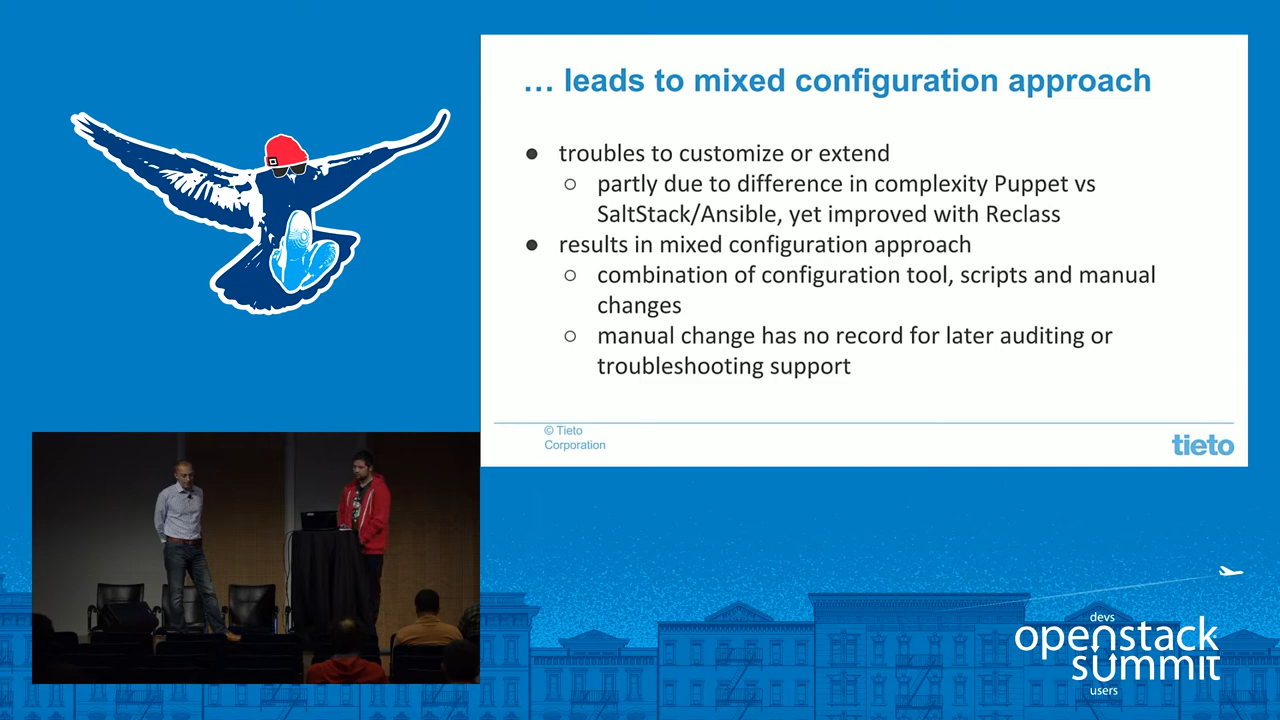 … leads to mixed configuration approach
● troubles to customize or extend
○ partly due to difference in complexity Puppet vs
SaltStack/Ansible, yet improved with Reclass
● results in mixed configuration approach
○ combination of configuration tool, scripts and manual
changes
○ manual change has no record for later auditing or
troubleshooting support
© Tieto
Corporation
tieto
devs
openstack
summit
users